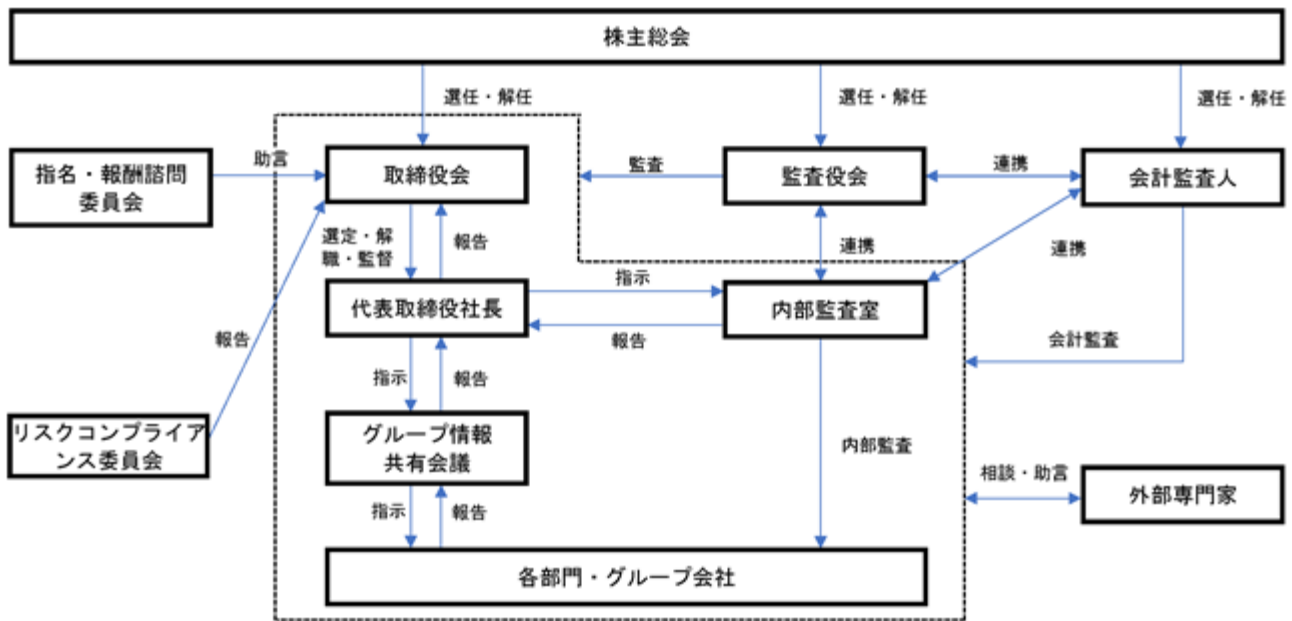 株主総会
選任・解任
選任・解任
選任・解任
指名・報酬諮問
委員会
助言
取締役会
監査
監査役会
連携
会計監査人
選定・解
職・監督
報告
連携
連携
代表取締役社長
指示
報告
内部監査室
報告
会計監査
指示
報告
リスクコンプライア
ンス委員会
グループ情報
共有会議
内部監査
相談・助言
外部専門家
指示
報告
各部門・グループ会社